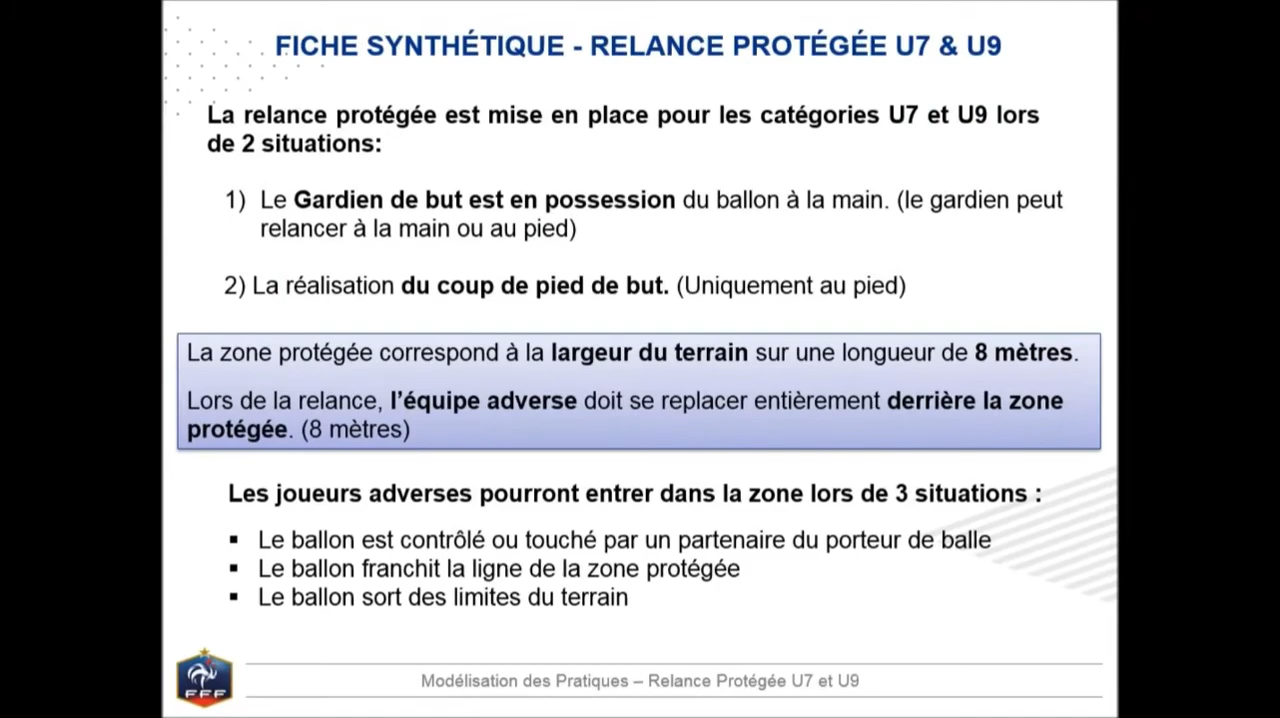 FICHE SYNTHÉTIQUE - RELANCE PROTÉGÉE U7 & U9
La relance protégée est mise en place pour les catégories U7 et U9 lors
de 2 situations:
1) Le Gardien de but est en possession du ballon à la main. (le gardien peut
relancer à la main ou au pied)
2) La réalisation du coup de pied de but. (Uniquement au pied)
La zone protégée correspond à la largeur du terrain sur une longueur de 8 mètres.
Lors de la relance, l'équipe adverse doit se replacer entièrement derrière la zone
protégée. (8 mètres)
Les joueurs adverses pourront entrer dans la zone lors de 3 situations :
▪ Le ballon est contrôlé ou touché par un partenaire du porteur de balle
▪ Le ballon franchit la ligne de la zone protégée
▪ Le ballon sort des limites du terrain
FFF
Modélisation des Pratiques – Relance Protégée U7 et U9